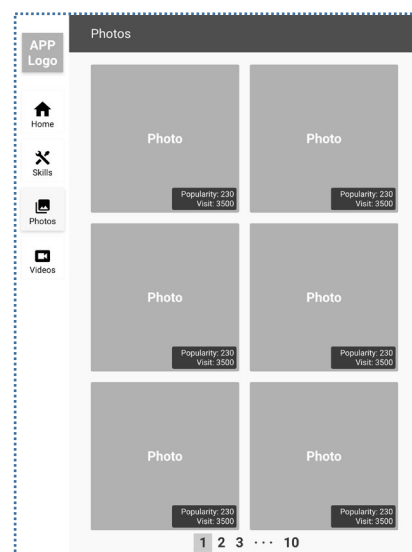 APP
Logo
Home
Skills
Photos
Videos
Photos
Photo
Popularity: 230
Visit: 3500
Photo
Popularity: 230
Visit: 3500
Photo
Popularity: 230
Visit: 3500
Photo
Popularity: 230
Visit: 3500
Photo
Popularity: 230
Visit: 3500
Photo
Popularity: 230
Visit: 3500
1 2 3 ··· 10